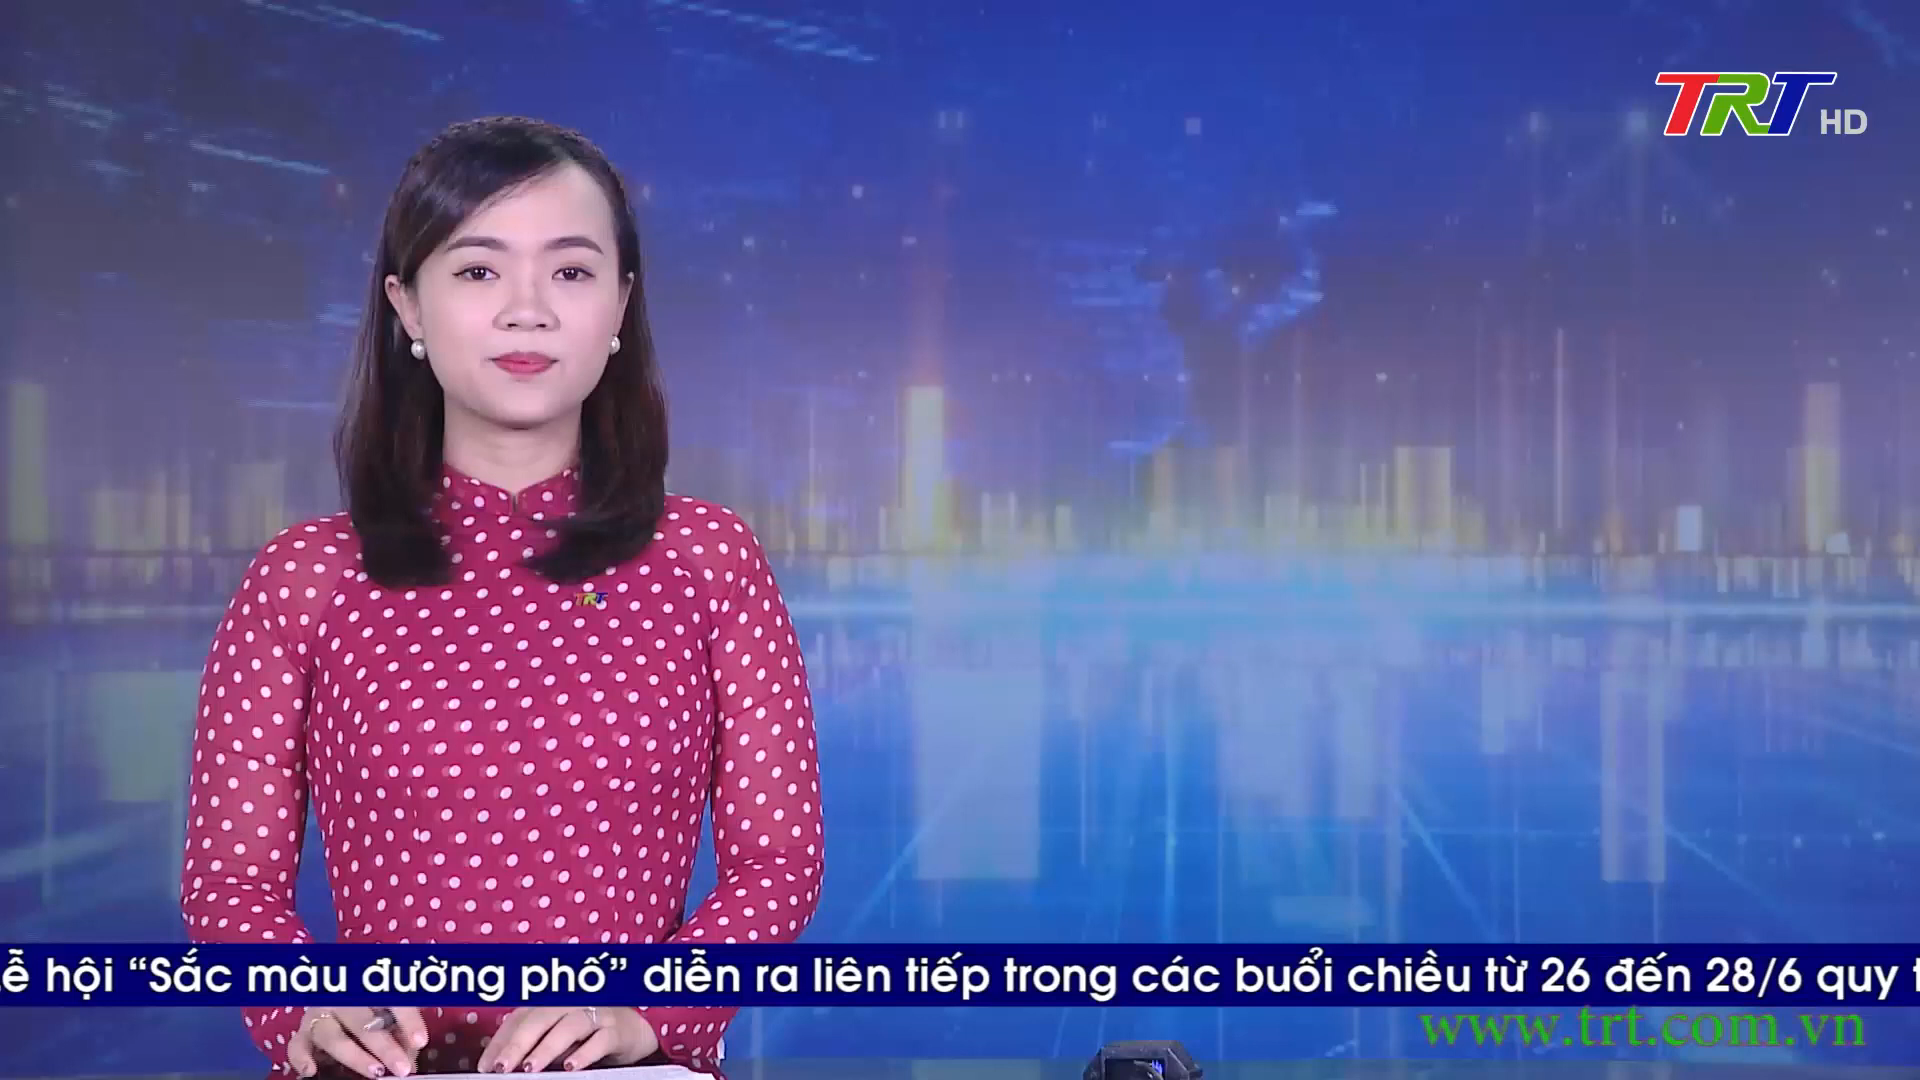 TRT HD
TRT
hội “Sắc màu đường phố” diễn ra liên tiếp trong các buổi chiều từ 26 đến 28/6 quy
www.trt.com.vn